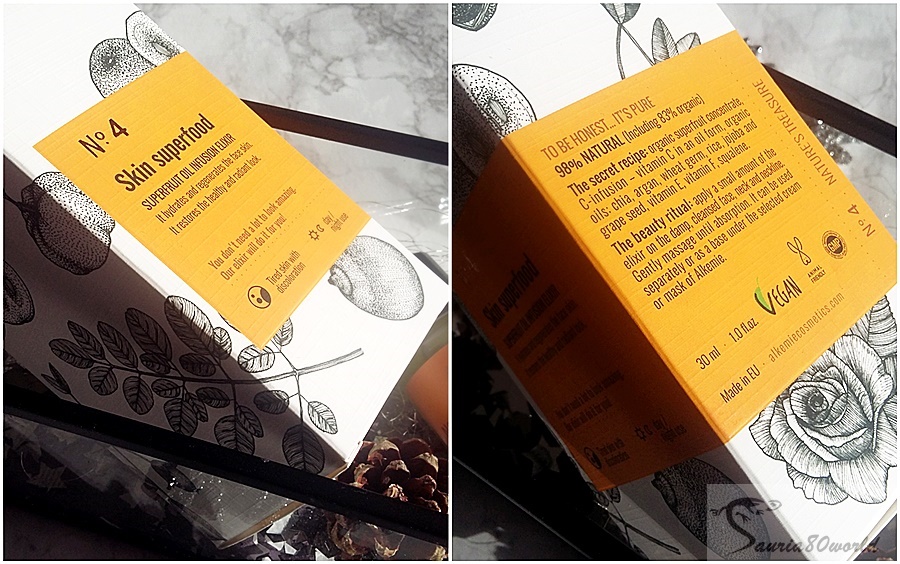 Nº 4
Skin superfood
SUPERFRUIT OIL INFUSION ELIXIR
It hydrates and regenerates the face skin.
It restores the healthy and radiant look.
You don't need a lot to look amazing.
Our elixir will do it for you!
Tired skin with
discoloration
day /
night use
TO BE HONEST... IT'S PURE
98% NATURAL (Including 83% organic)
The secret recipe: organic superfruit concentrate,
C-infusion – vitamin C in an oil form, organic
oils: chia, argan, wheat germ, rice, jojoba and
grape seed, vitamin E, vitamin F, squalene.
The beauty ritual: apply a small amount of the
elixir on the damp, cleansed face, neck and neckline.
Gently massage until absorption. It can be used
separately or as a base under the selected cream
or mask of Alkemie.
VEGAN
ANIMAL
FRIENDLY
30 ml · 1.0 fl.oz.
Made in EU · alkemiecosmetics.com
NATURE'S TREASURE
Nº 4
Skin superfood
day /
night use
Tired skin with
discoloration
Sauria80world